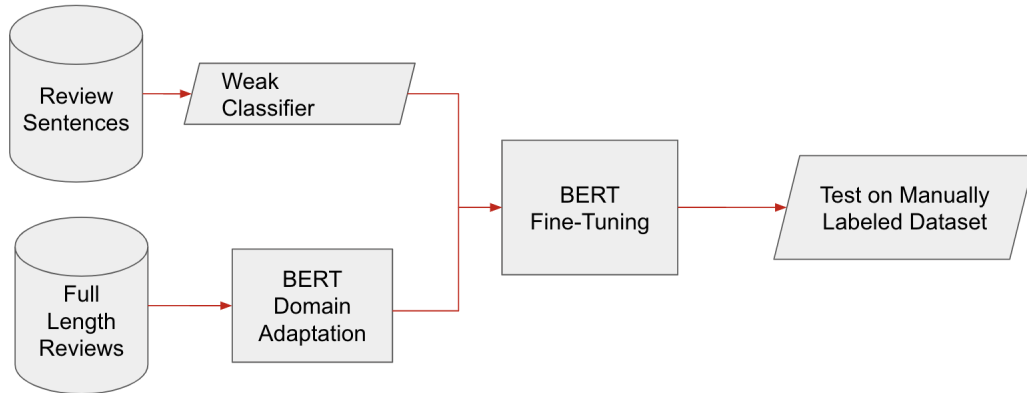 Review
Sentences
Weak
Classifier
BERT
Fine-Tuning
Test on Manually
Labeled Dataset
Full
Length
Reviews
BERT
Domain
Adaptation